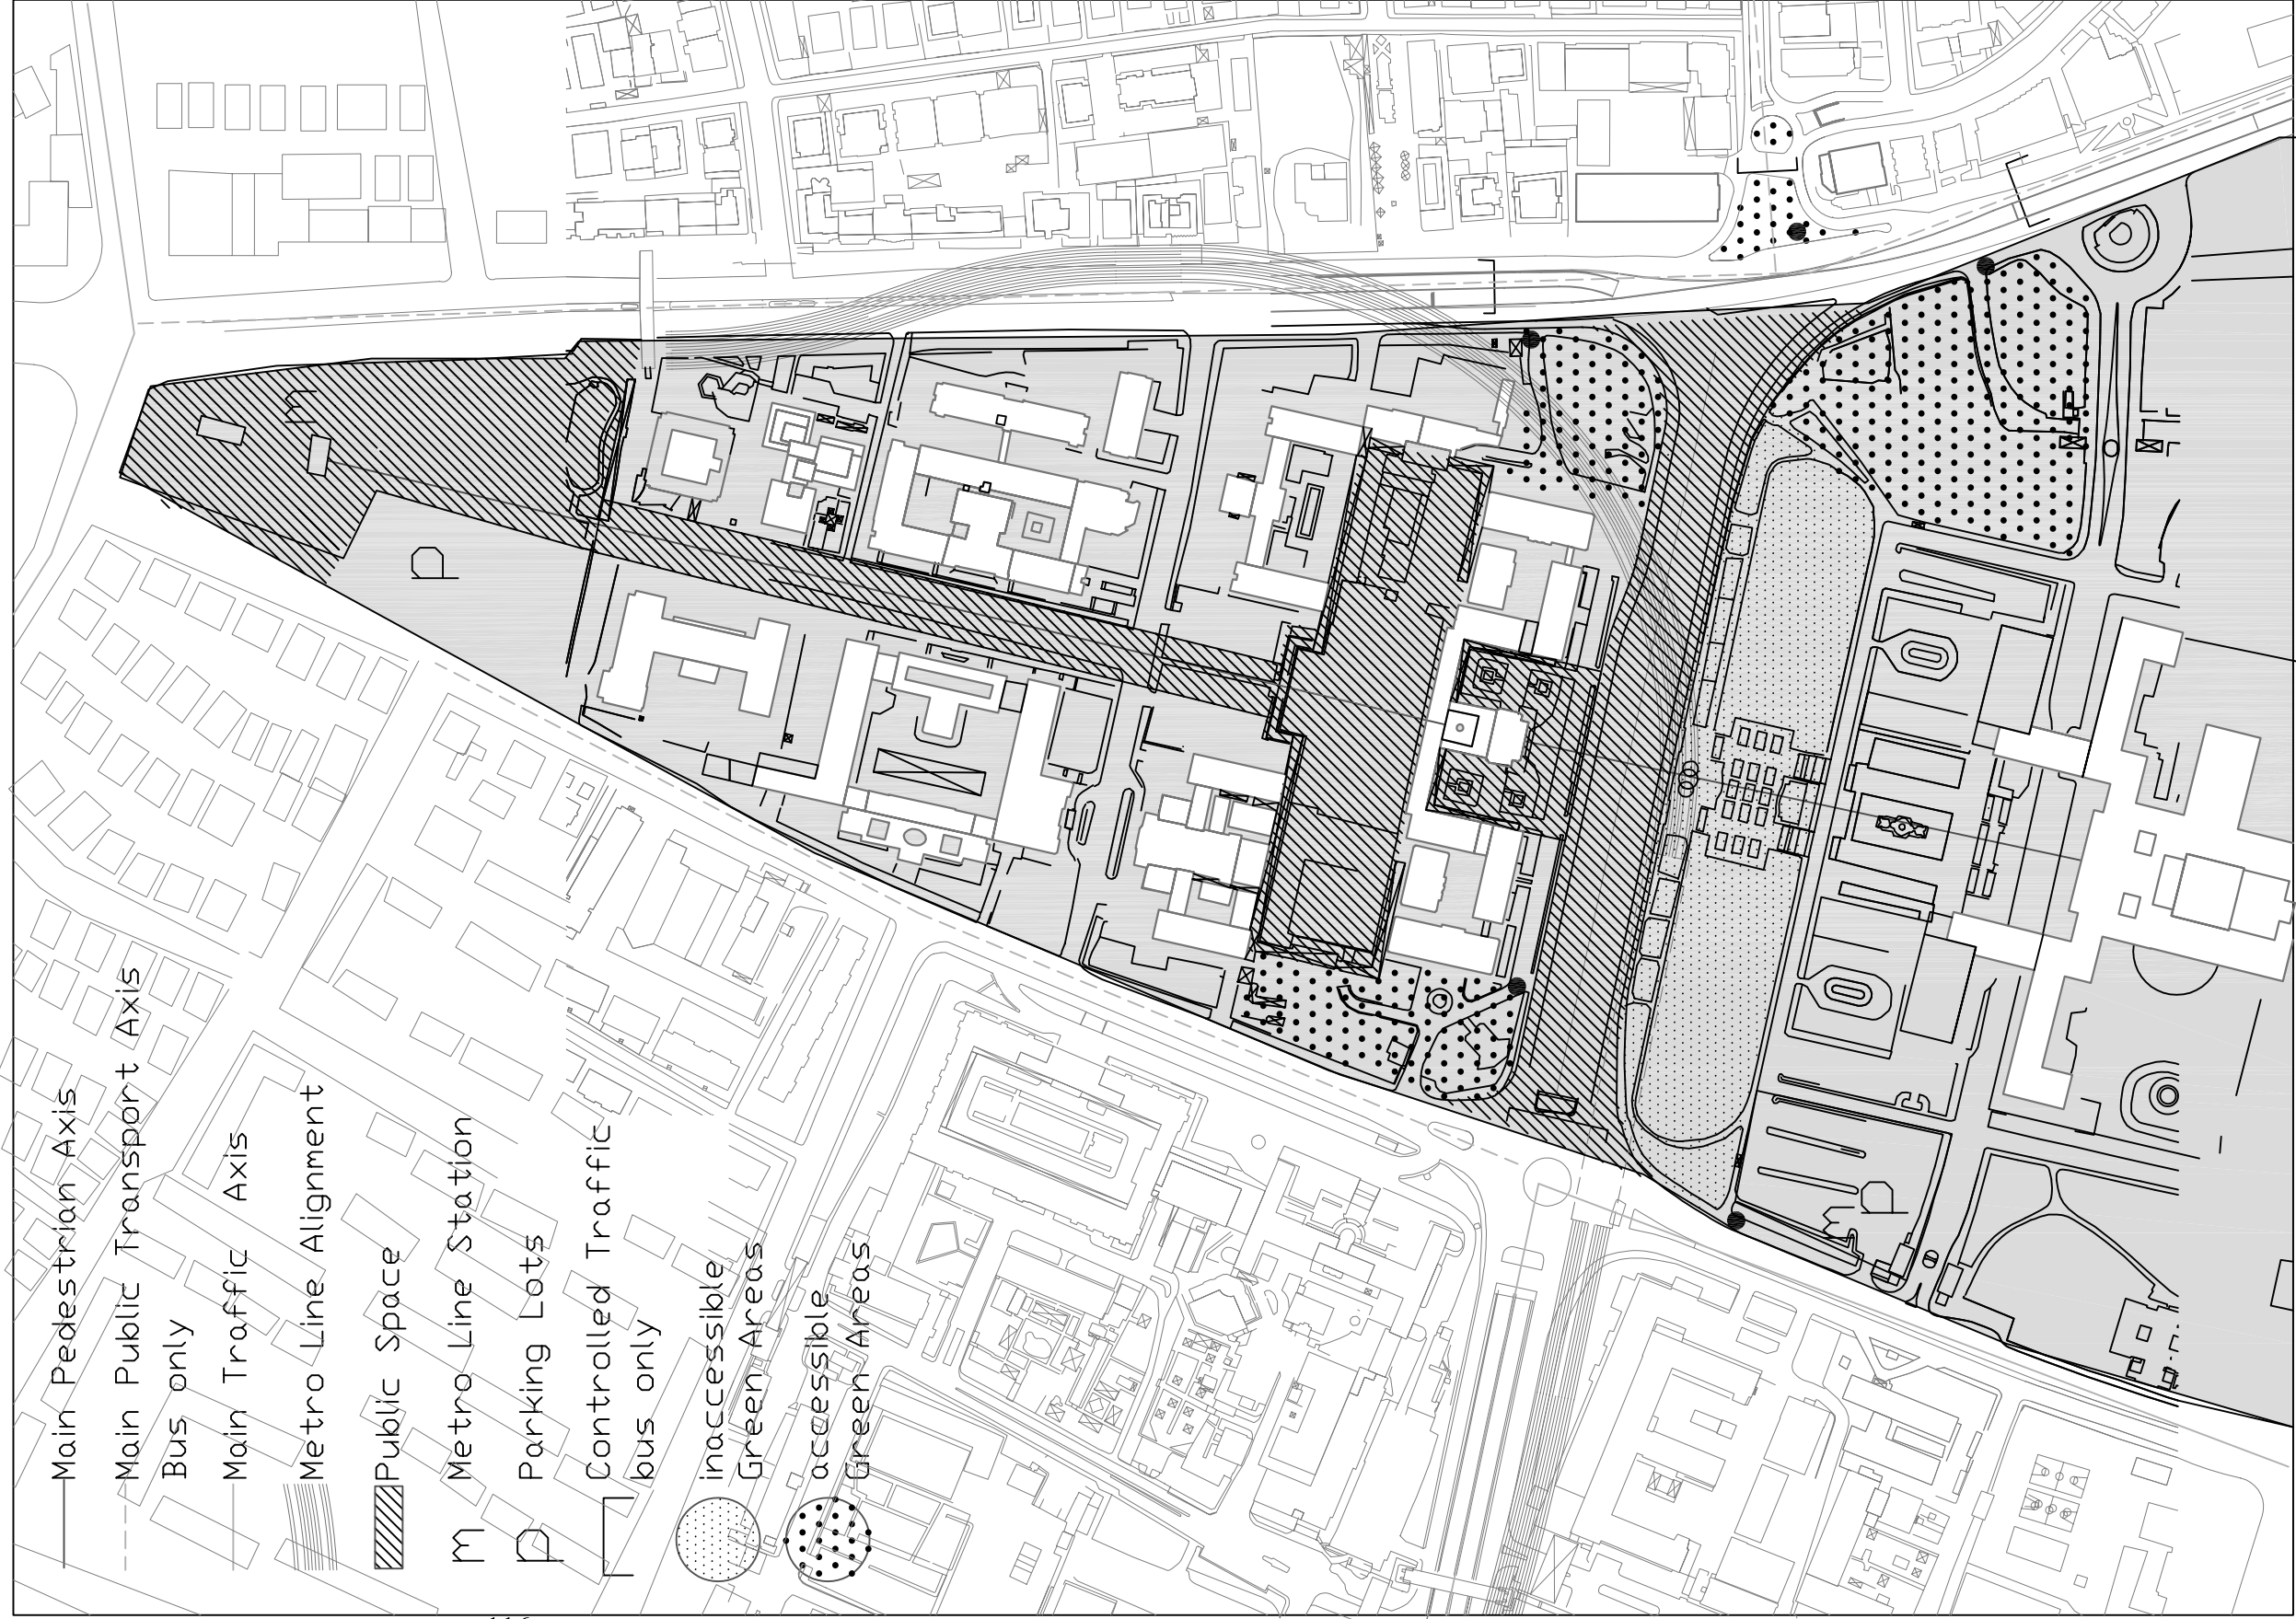 Main Pedestrian Axis
Main Public Transport Axis
Bus only
Main Traffic Axis
Metro Line Alignment
Public Space
m Metro Line Station
p Parking Lots
Controlled Traffic
bus only
inaccessible
Green Areas
accessible
Green Areas
m
p
m
p